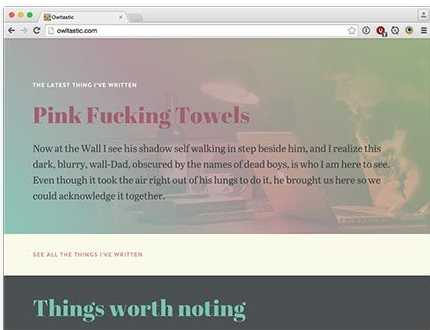 Owltastic
owltastic.com
THE LATEST THING I'VE WRITTEN
Pink Fucking Towels
Now at the Wall I see his shadow self walking in step beside him, and I realize this
dark, blurry, wall-Dad, obscured by the names of dead boys, is who I am here to see.
Even though it took the air right out of his lungs to do it, he brought us here so we
could acknowledge it together.
SEE ALL THE THINGS I'VE WRITTEN
Things worth noting